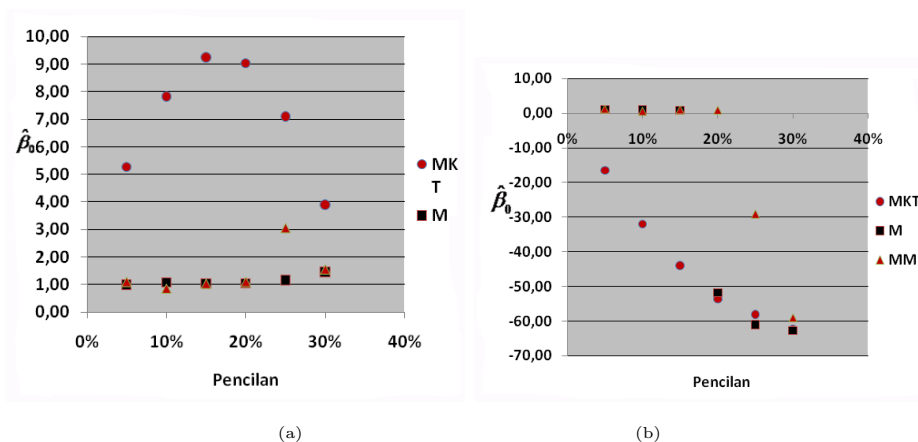 10,00
9,00
8,00
7,00
6,00
5,00
4,00
3,00
2,00
1,00
0,00
β̂₀
0% 10% 20% 30% 40%
Pencilan
MK
T
M
(a)
10,00
0,00
-10,00
-20,00
-30,00
-40,00
-50,00
-60,00
-70,00
β̂₀
0% 10% 20% 30% 40%
Pencilan
MKT
M
MM
(b)